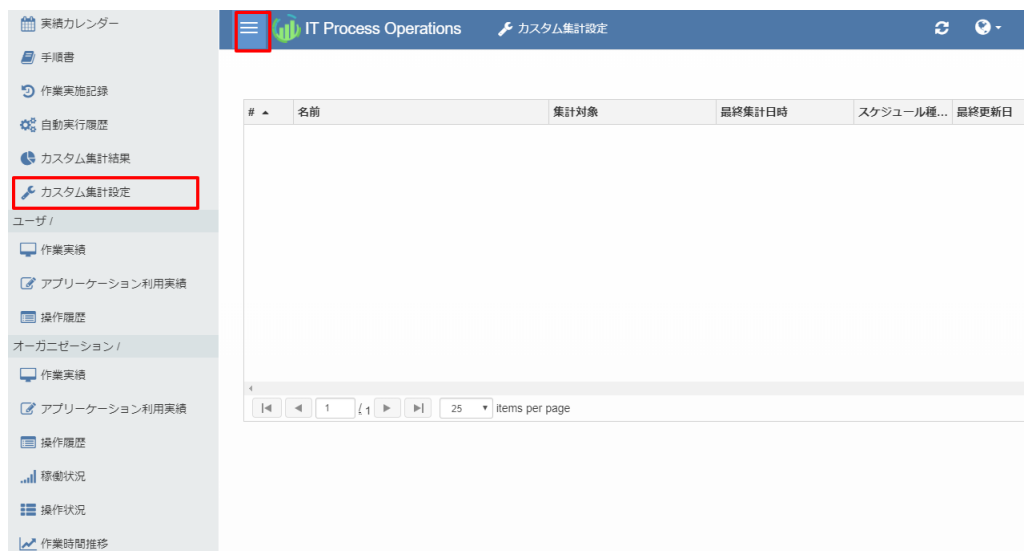 実績カレンダー
手順書
作業実施記録
自動実行履歴
カスタム集計結果
カスタム集計設定
ユーザ /
作業実績
アプリーケーション利用実績
操作履歴
オーガニゼーション /
作業実績
アプリーケーション利用実績
操作履歴
稼働状況
操作状況
作業時間推移
IT Process Operations カスタム集計設定
# 名前 集計対象 最終集計日時 スケジュール種... 最終更新日
1 / 1 25 items per page